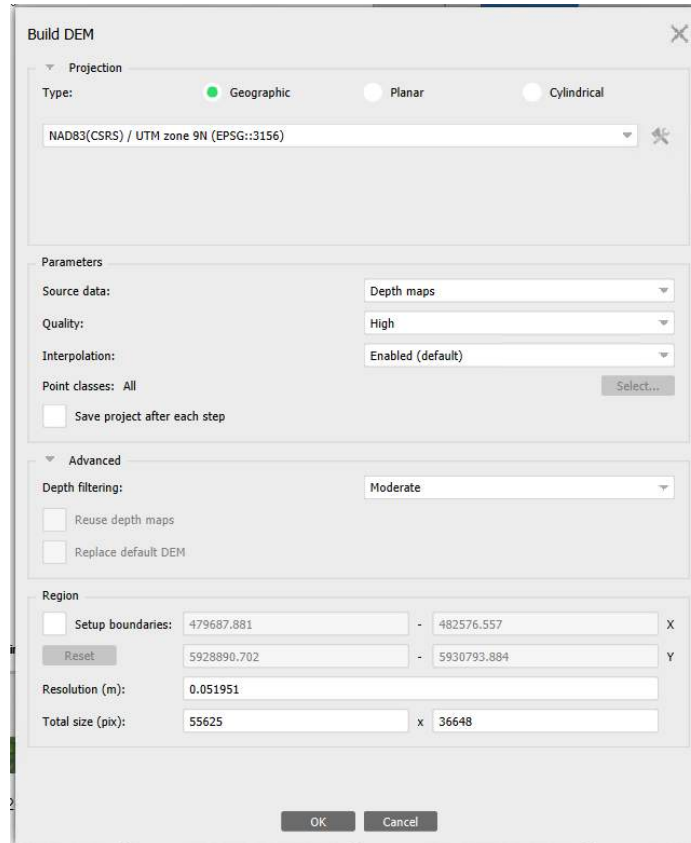 Build DEM
Projection
Type: Geographic Planar Cylindrical
NAD83(CSRS) / UTM zone 9N (EPSG::3156)
Parameters
Source data: Depth maps
Quality: High
Interpolation: Enabled (default)
Point classes: All Select...
Save project after each step
Advanced
Depth filtering: Moderate
Reuse depth maps
Replace default DEM
Region
Setup boundaries: 479687.881 - 482576.557 X
Reset 5928890.702 - 5930793.884 Y
Resolution (m): 0.051951
Total size (pix): 55625 x 36648
OK Cancel